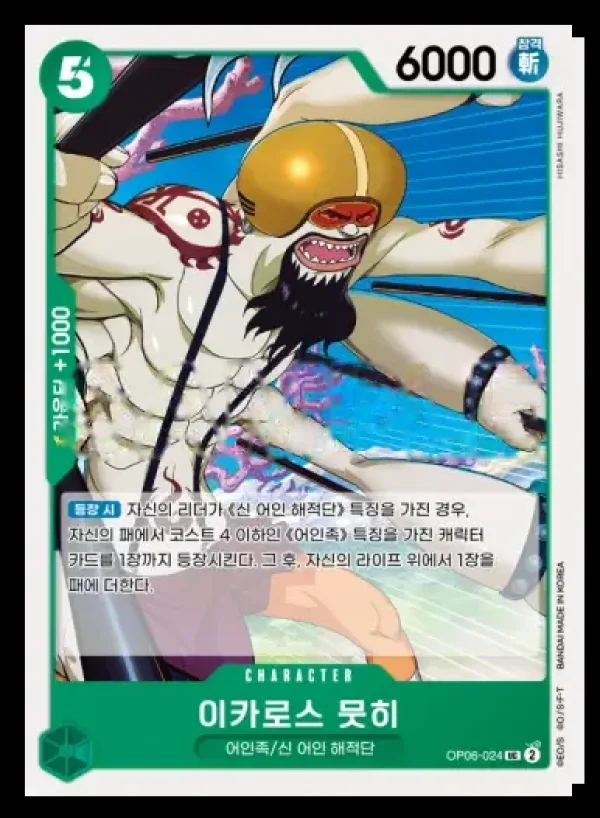 5
6000
참격
斬
HISASHI HUJIWARA
카운터 +1000
등장 시 자신의 리더가 《신 어인 해적단》 특징을 가진 경우,
자신의 패에서 코스트 4 이하인 《어인족》 특징을 가진 캐릭터
카드를 1장까지 등장시킨다. 그 후, 자신의 라이프 위에서 1장을
패에 더한다.
CHARACTER
이카로스 뭇히
어인족/신 어인 해적단
OP06-024 UC 2
©EO/S ©O./S·F·T BANDAI MADE IN KOREA